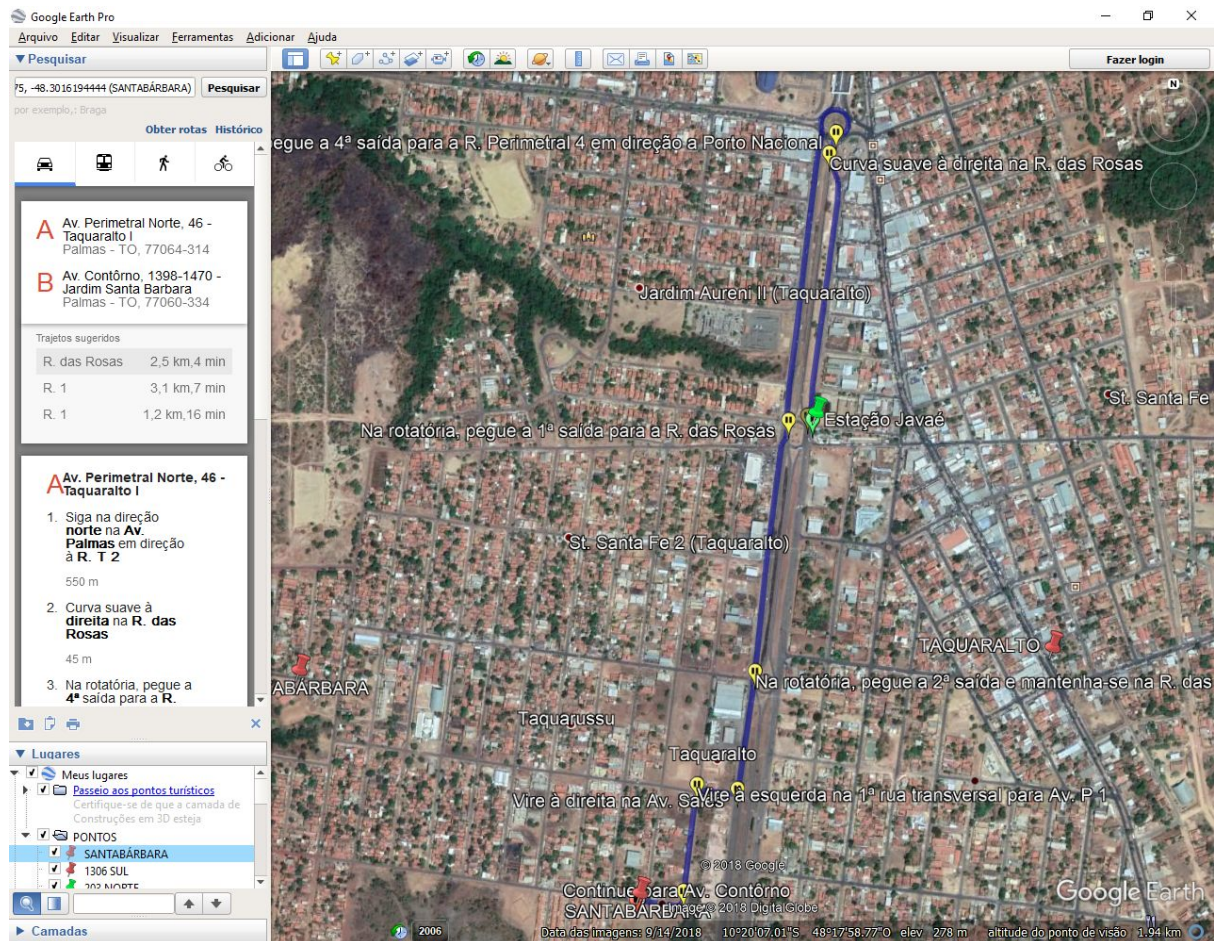 Google Earth Pro
Arquivo Editar Visualizar Ferramentas Adicionar Ajuda
Pesquisar
75, -48.3016194444 (SANTABÁRBARA) Pesquisar
por exemplo,: Braga
Obter rotas Histórico
A Av. Perimetral Norte, 46 -
Taquaralto I
Palmas - TO, 77064-314
B Av. Contôrno, 1398-1470 -
Jardim Santa Barbara
Palmas - TO, 77060-334
Trajetos sugeridos
R. das Rosas 2,5 km,4 min
R. 1 3,1 km,7 min
R. 1 1,2 km,16 min
A Av. Perimetral Norte, 46 -
Taquaralto I
1. Siga na direção
norte na Av.
Palmas em direção
à R. T 2
550 m
2. Curva suave à
direita na R. das
Rosas
45 m
3. Na rotatória, pegue a
4ª saída para a R.
Lugares
Meus lugares
Passeio aos pontos turísticos
Certifique-se de que a camada de
Construções em 3D esteja
PONTOS
SANTABÁRBARA
1306 SUL
203 NORTE
Camadas
Fazer login
N
egue a 4ª saída para a R. Perimetral 4 em direção a Porto Nacional
Curva suave à direita na R. das Rosas
Jardim Aureni II (Taquaralto)
St. Santa Fe
Na rotatória, pegue a 1ª saída para a R. das Rosas
Estação Javaé
St. Santa Fe 2 (Taquaralto)
TAQUARALTO
ABÁRBARA
Na rotatória, pegue a 2ª saída e mantenha-se na R. das
Taquarussu
Taquaralto
Vire à direita na Av. Sales
Vire à esquerda na 1ª rua transversal para Av. P 1
© 2018 Google
Continue para Av. Contôrno
SANTABÁRBARA
Image © 2018 DigitalGlobe
Google Earth
2006
Data das imagens: 9/14/2018 10°20'07.01"S 48°17'58.77"O elev 278 m altitude do ponto de visão 1.94 km